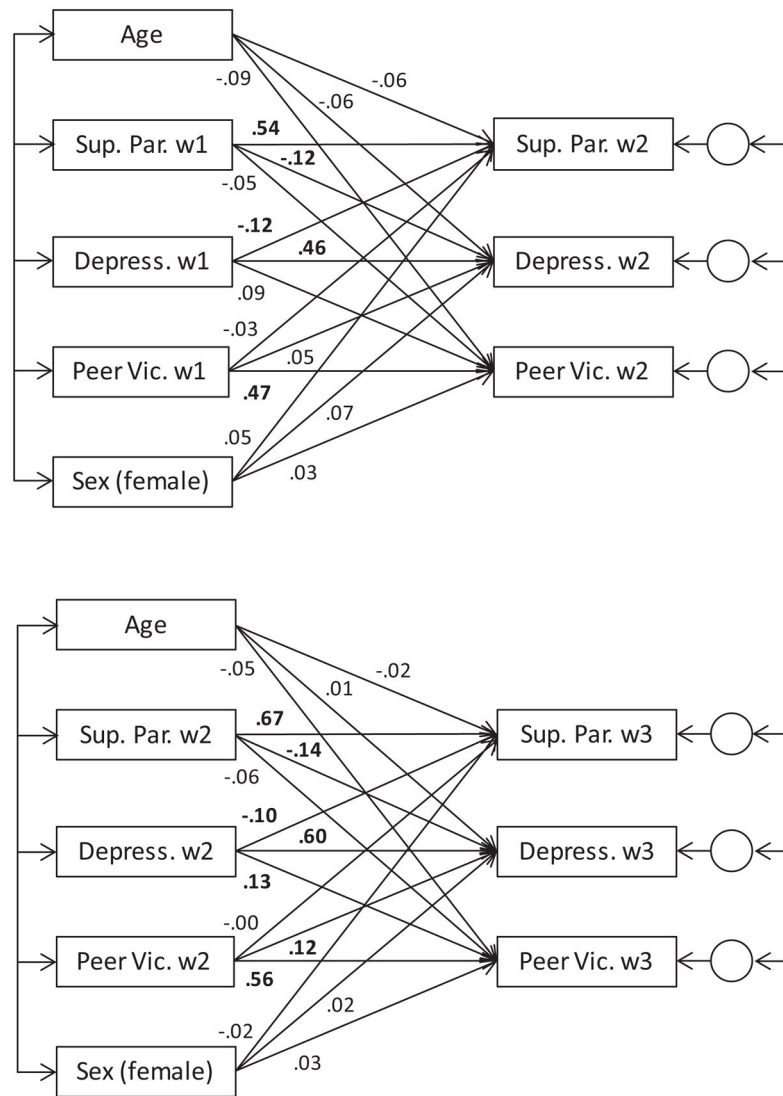 Age
-.09
-.06
-.06
Sup. Par. w1
.54
-.12
-.05
Sup. Par. w2
Depress. w1
-.12
.46
.09
Depress. w2
Peer Vic. w1
-.03
.05
.47
Peer Vic. w2
Sex (female)
.05
.07
.03
Age
-.05
.01
-.02
Sup. Par. w2
.67
-.14
-.06
Sup. Par. w3
Depress. w2
-.10
.60
.13
Depress. w3
Peer Vic. w2
-.00
.12
.56
Peer Vic. w3
Sex (female)
-.02
.02
.03